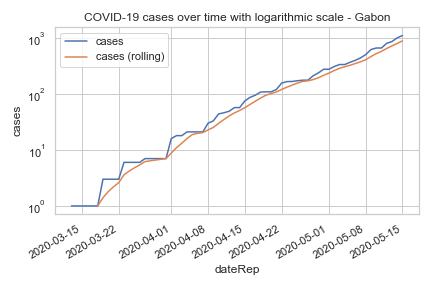 COVID-19 cases over time with logarithmic scale - Gabon
cases
cases (rolling)
10³
10²
10¹
10⁰
cases
2020-03-15
2020-03-22
2020-04-01
2020-04-08
2020-04-15
2020-04-22
2020-05-01
2020-05-08
2020-05-15
dateRep